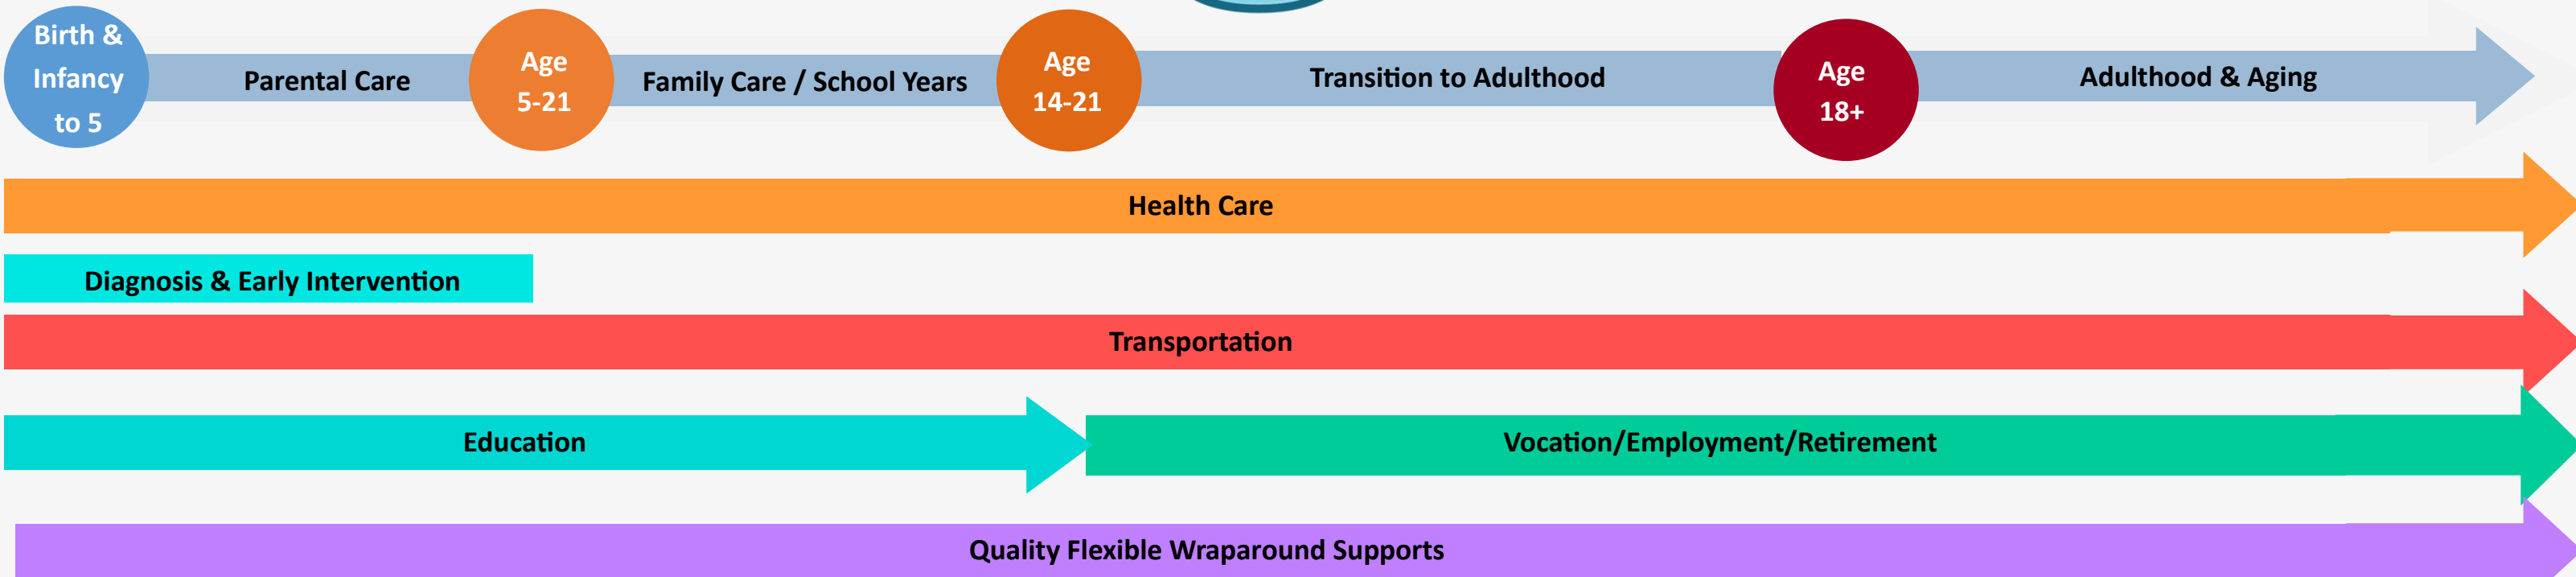 Birth &
Infancy
to 5
Parental Care
Age
5-21
Family Care / School Years
Age
14-21
Transition to Adulthood
Age
18+
Adulthood & Aging
Health Care
Diagnosis & Early Intervention
Transportation
Education
Vocation/Employment/Retirement
Quality Flexible Wraparound Supports